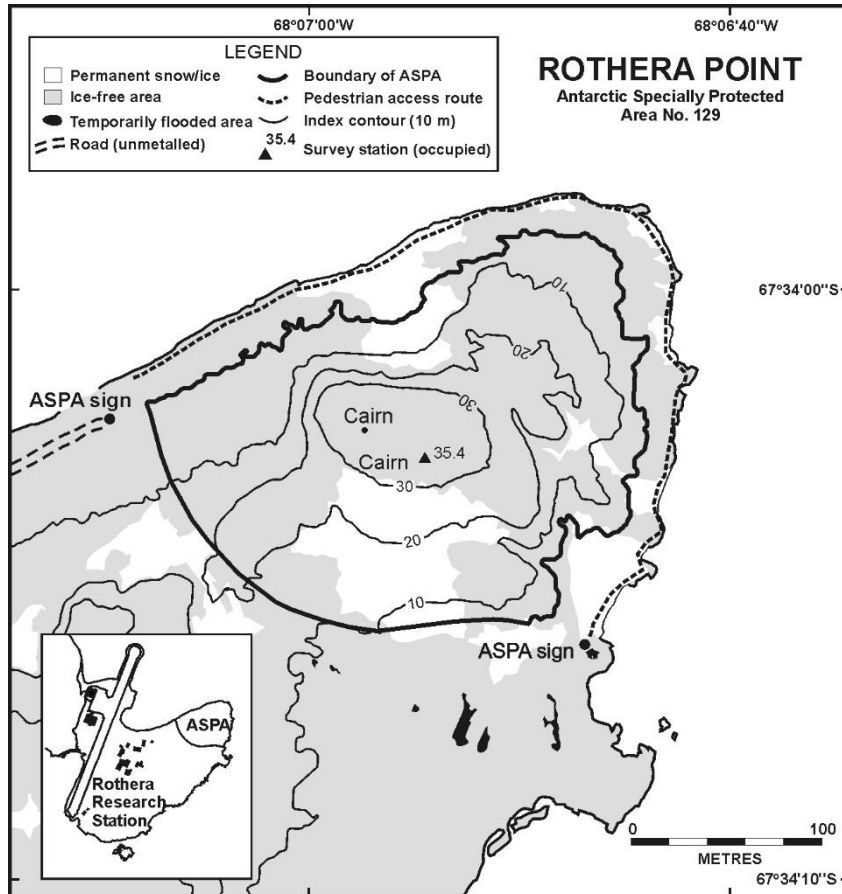 68°07'00''W
68°06'40''W
LEGEND
Permanent snow/ice
Ice-free area
Temporarily flooded area
Road (unmetalled)
Boundary of ASPA
Pedestrian access route
Index contour (10 m)
35.4
Survey station (occupied)
ROTHERA POINT
Antarctic Specially Protected
Area No. 129
67°34'00''S
10
20
30
ASPA sign
Cairn
Cairn
35.4
30
20
10
ASPA sign
ASPA
Rothera
Research
Station
0
100
METRES
67°34'10''S